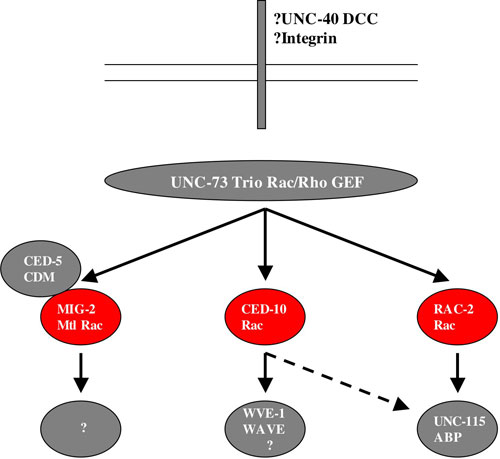 ?UNC-40 DCC
?Integrin
UNC-73 Trio Rac/Rho GEF
CED-5
CDM
MIG-2
Mtl Rac
CED-10
Rac
RAC-2
Rac
?
WVE-1
WAVE
?
UNC-115
ABP